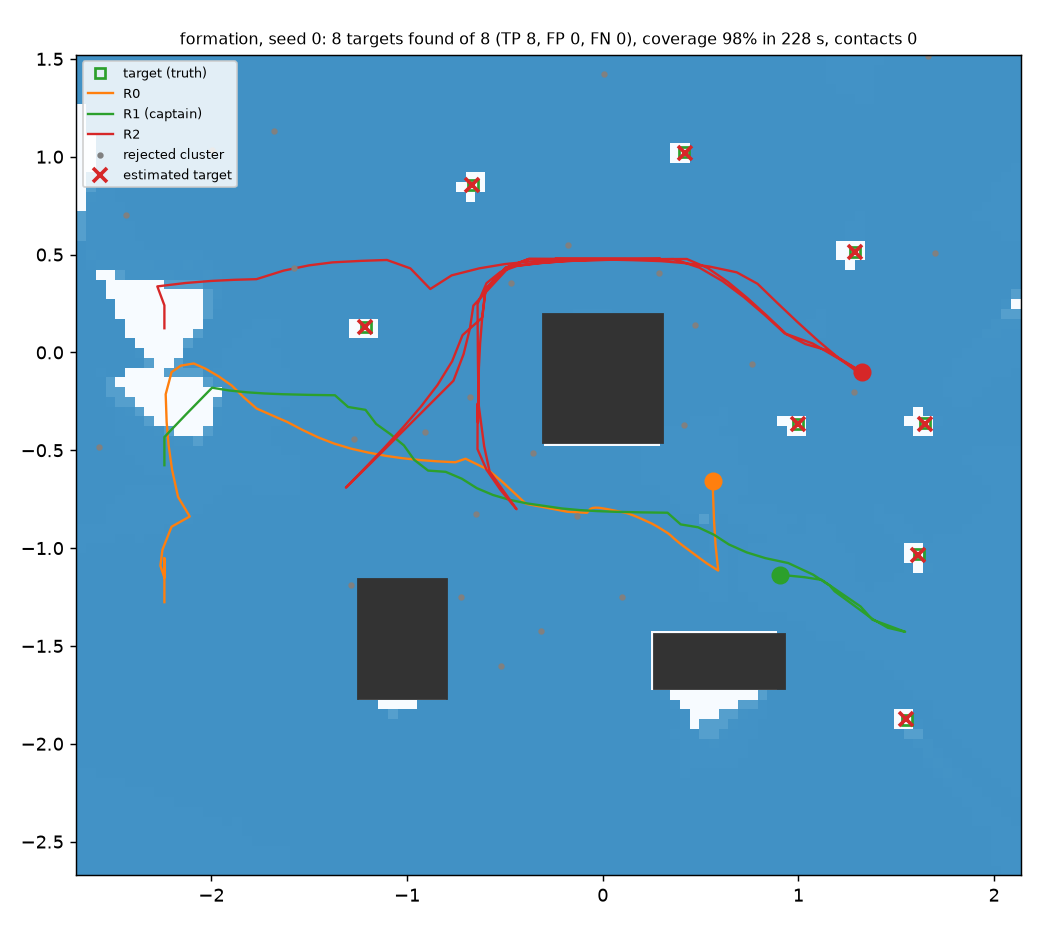 formation, seed 0: 8 targets found of 8 (TP 8, FP 0, FN 0), coverage 98% in 228 s, contacts 0
target (truth)
R0
R1 (captain)
R2
rejected cluster
estimated target
1.5
1.0
0.5
0.0
−0.5
−1.0
−1.5
−2.0
−2.5
−2
−1
0
1
2